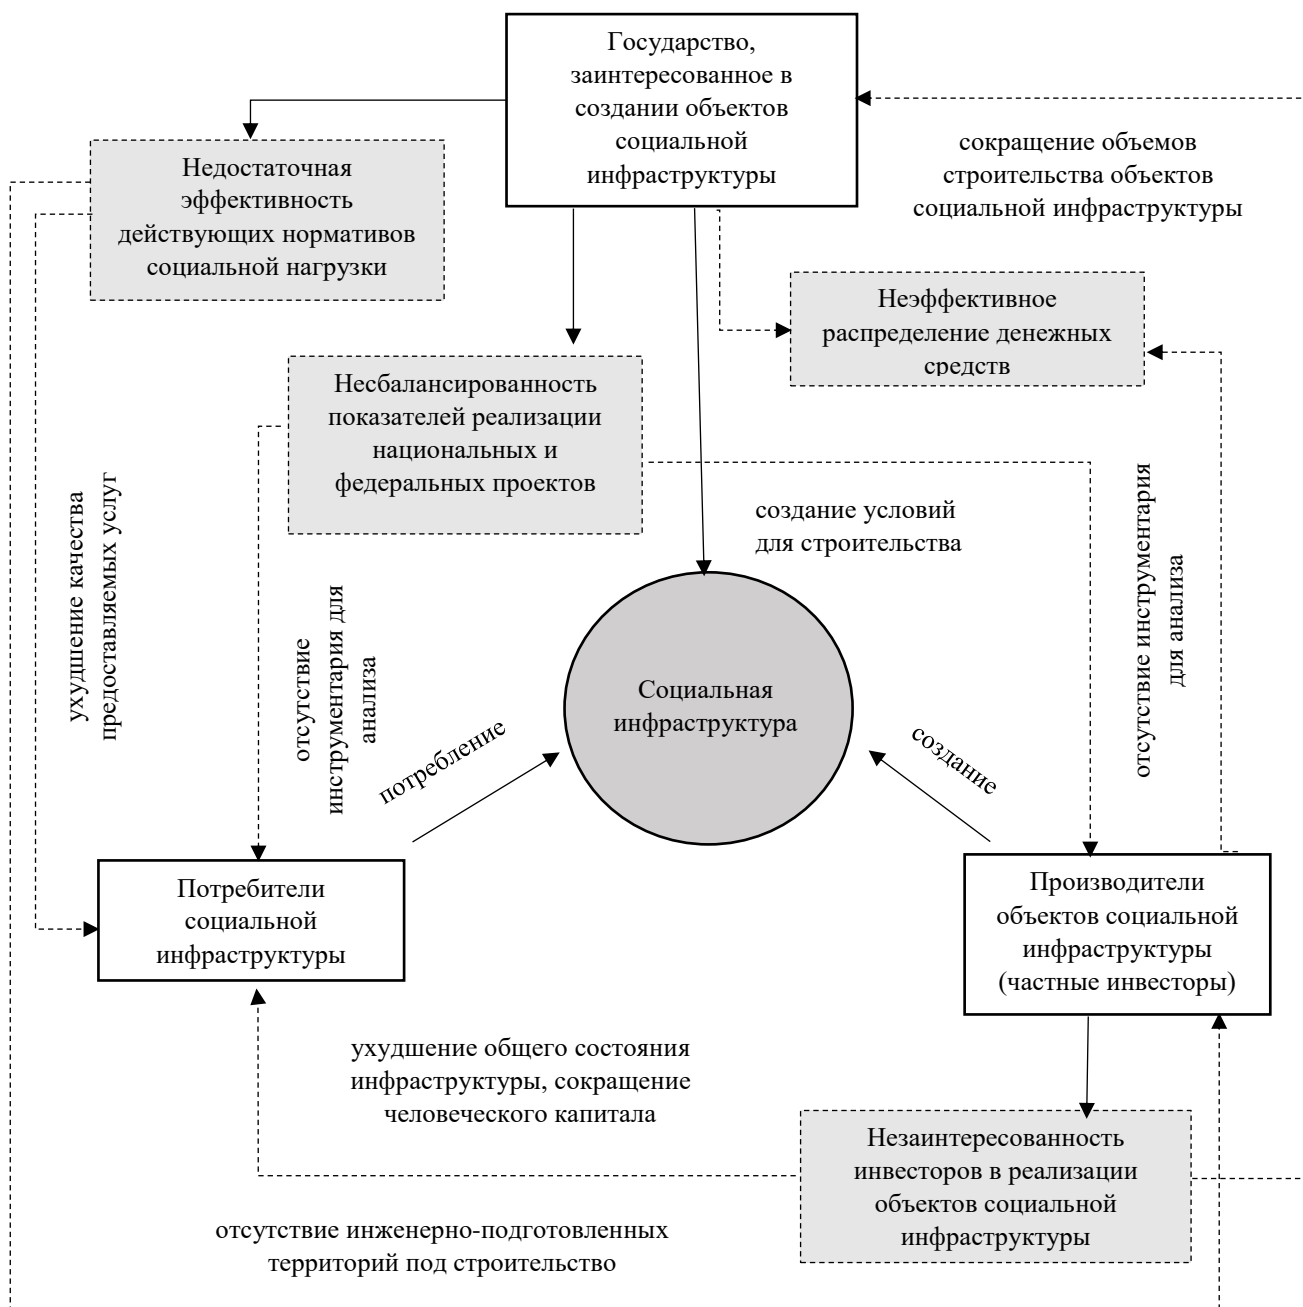 Государство,
заинтересованное в
создании объектов
социальной
инфраструктуры
сокращение объемов
строительства объектов
социальной инфраструктуры
Недостаточная
эффективность
действующих нормативов
социальной нагрузки
Неэффективное
распределение денежных
средств
Несбалансированность
показателей реализации
национальных и
федеральных проектов
создание условий
для строительства
ухудшение качества
предоставляемых услуг
отсутствие
инструментария для
анализа
отсутствие инструментария
для анализа
Социальная
инфраструктура
потребление
создание
Потребители
социальной
инфраструктуры
Производители
объектов социальной
инфраструктуры
(частные инвесторы)
ухудшение общего состояния
инфраструктуры, сокращение
человеческого капитала
Незаинтересованность
инвесторов в реализации
объектов социальной
инфраструктуры
отсутствие инженерно-подготовленных
территорий под строительство